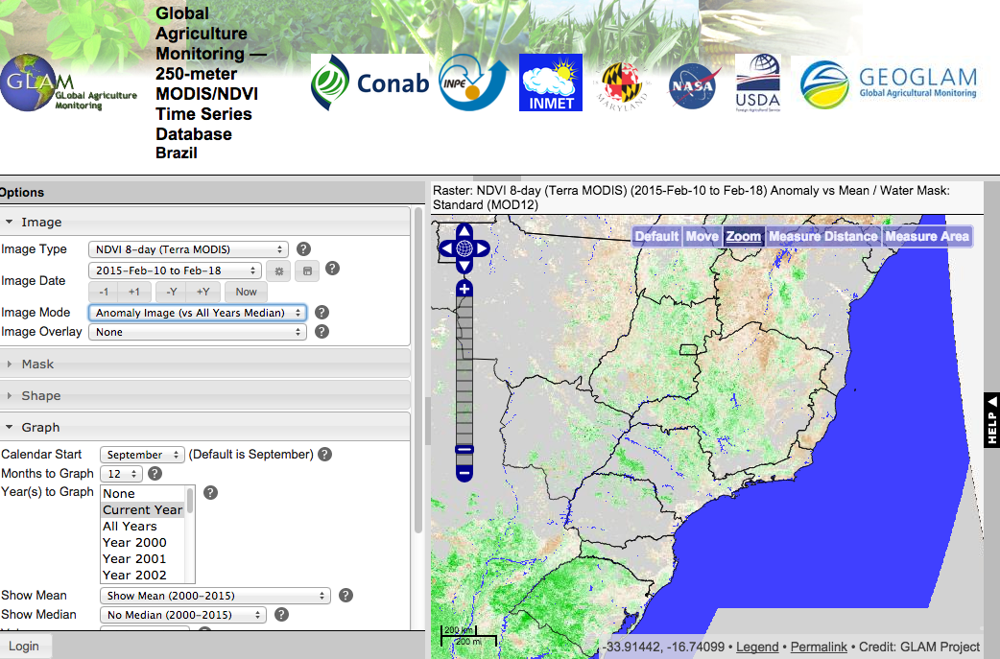 Global
Agriculture
Monitoring —
250-meter
MODIS/NDVI
Time Series
Database
Brazil
GLAM
GLobal Agriculture
Monitoring
Conab
INPE
INMET
MARYLAND
NASA
USDA
Foreign Agricultural Service
GEOGLAM
Global Agricultural Monitoring
Options
Image
Image Type NDVI 8-day (Terra MODIS) ?
Image Date 2015-Feb-10 to Feb-18 ?
-1 +1 -Y +Y Now
Image Mode Anomaly Image (vs All Years Median) ?
Image Overlay None ?
Mask
Shape
Graph
Calendar Start September (Default is September) ?
Months to Graph 12 ?
Year(s) to Graph None ?
Current Year
All Years
Year 2000
Year 2001
Year 2002
Show Mean Show Mean (2000-2015) ?
Show Median No Median (2000-2015) ?
Login
Raster: NDVI 8-day (Terra MODIS) (2015-Feb-10 to Feb-18) Anomaly vs Mean / Water Mask:
Standard (MOD12)
Default Move Zoom Measure Distance Measure Area
HELP
200 km
200 mi
-33.91442, -16.74099 • Legend • Permalink • Credit: GLAM Project